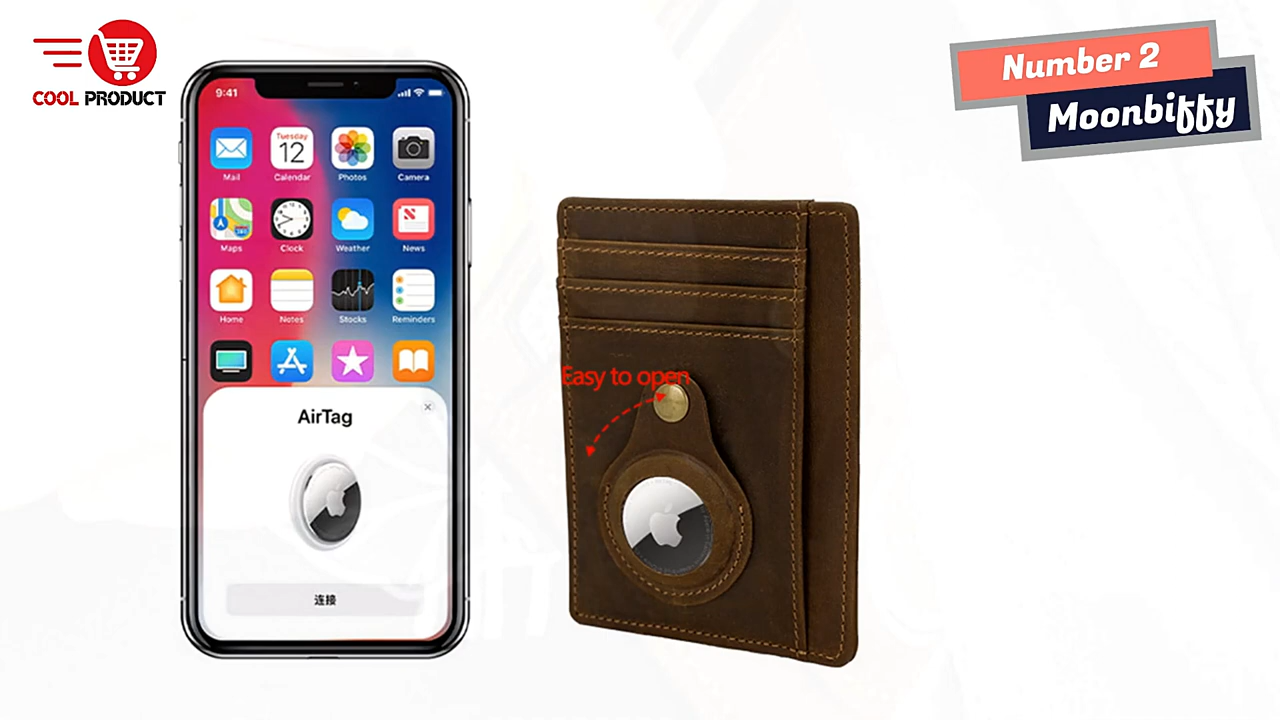 COOL PRODUCT
Number 2
Moonbiffy
9:41
Tuesday
12
Mail
Calendar
Photos
Camera
Maps
Clock
Weather
News
Home
Notes
Stocks
Reminders
AirTag
连接
Easy to open